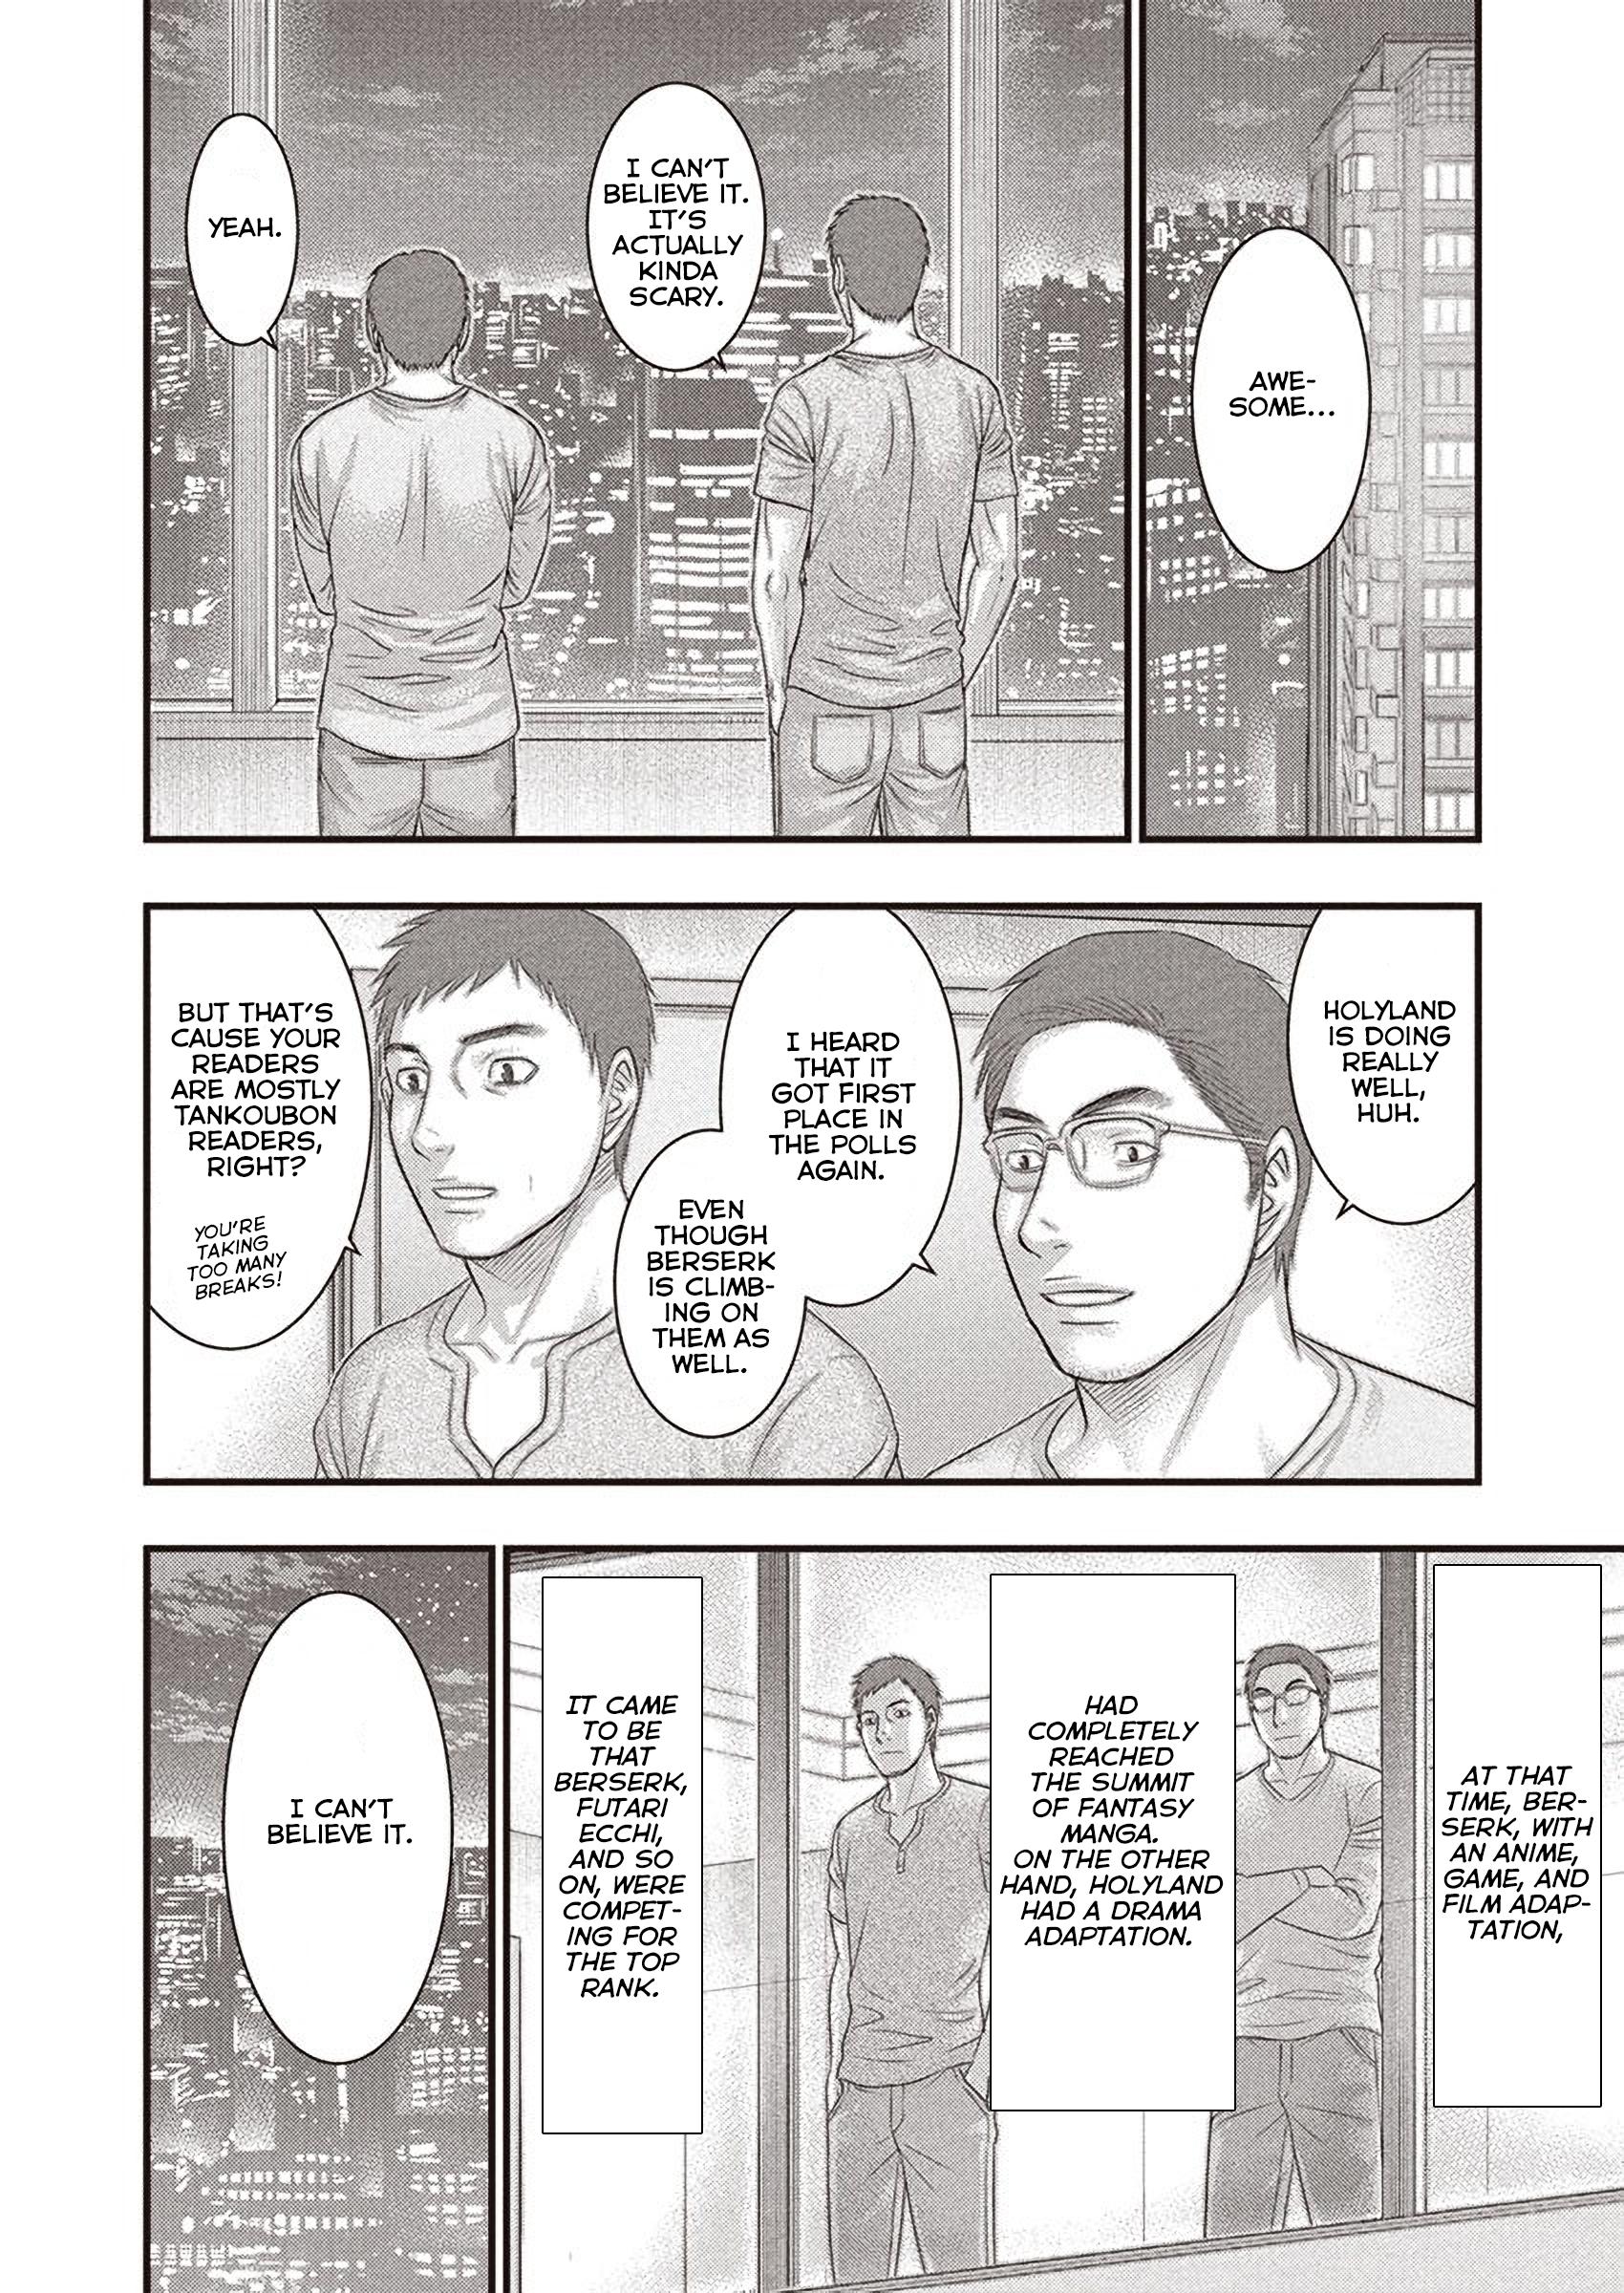 AWE-
SOME...
I CAN'T
BELIEVE IT.
IT'S
ACTUALLY
KINDA
SCARY.
YEAH.
HOLYLAND
IS DOING
REALLY
WELL,
HUH.
I HEARD
THAT IT
GOT FIRST
PLACE IN
THE POLLS
AGAIN.
EVEN
THOUGH
BERSERK
IS CLIMB-
ING ON
THEM AS
WELL.
BUT THAT'S
CAUSE YOUR
READERS
ARE MOSTLY
TANKOUBON
READERS,
RIGHT?
YOU'RE
TAKING
TOO MANY
BREAKS!
AT THAT
TIME, BER-
SERK, WITH
AN ANIME,
GAME, AND
FILM ADAP-
TATION,
HAD
COMPLETELY
REACHED
THE SUMMIT
OF FANTASY
MANGA.
ON THE OTHER
HAND, HOLYLAND
HAD A DRAMA
ADAPTATION.
IT CAME
TO BE
THAT
BERSERK,
FUTARI
ECCHI,
AND SO
ON, WERE
COMPET-
ING FOR
THE TOP
RANK.
I CAN'T
BELIEVE IT.